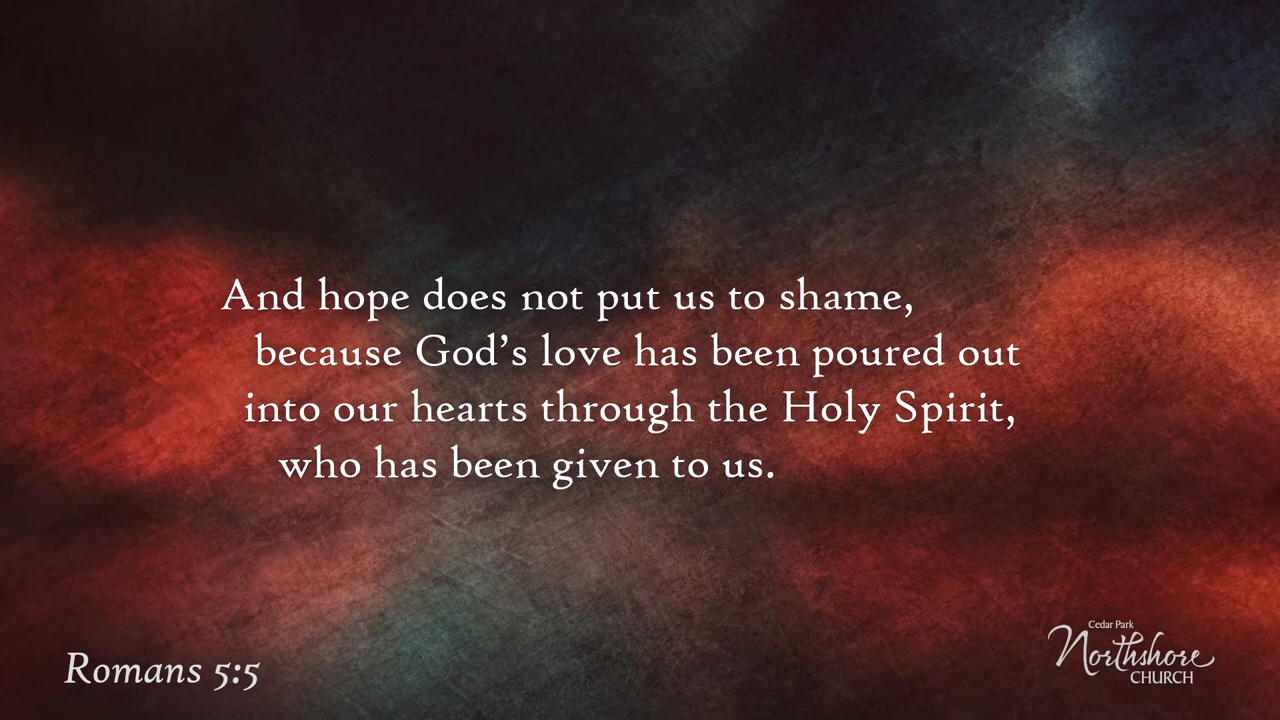 And hope does not put us to shame,
because God’s love has been poured out
into our hearts through the Holy Spirit,
who has been given to us.
Romans 5:5
Cedar Park
Northshore
CHURCH